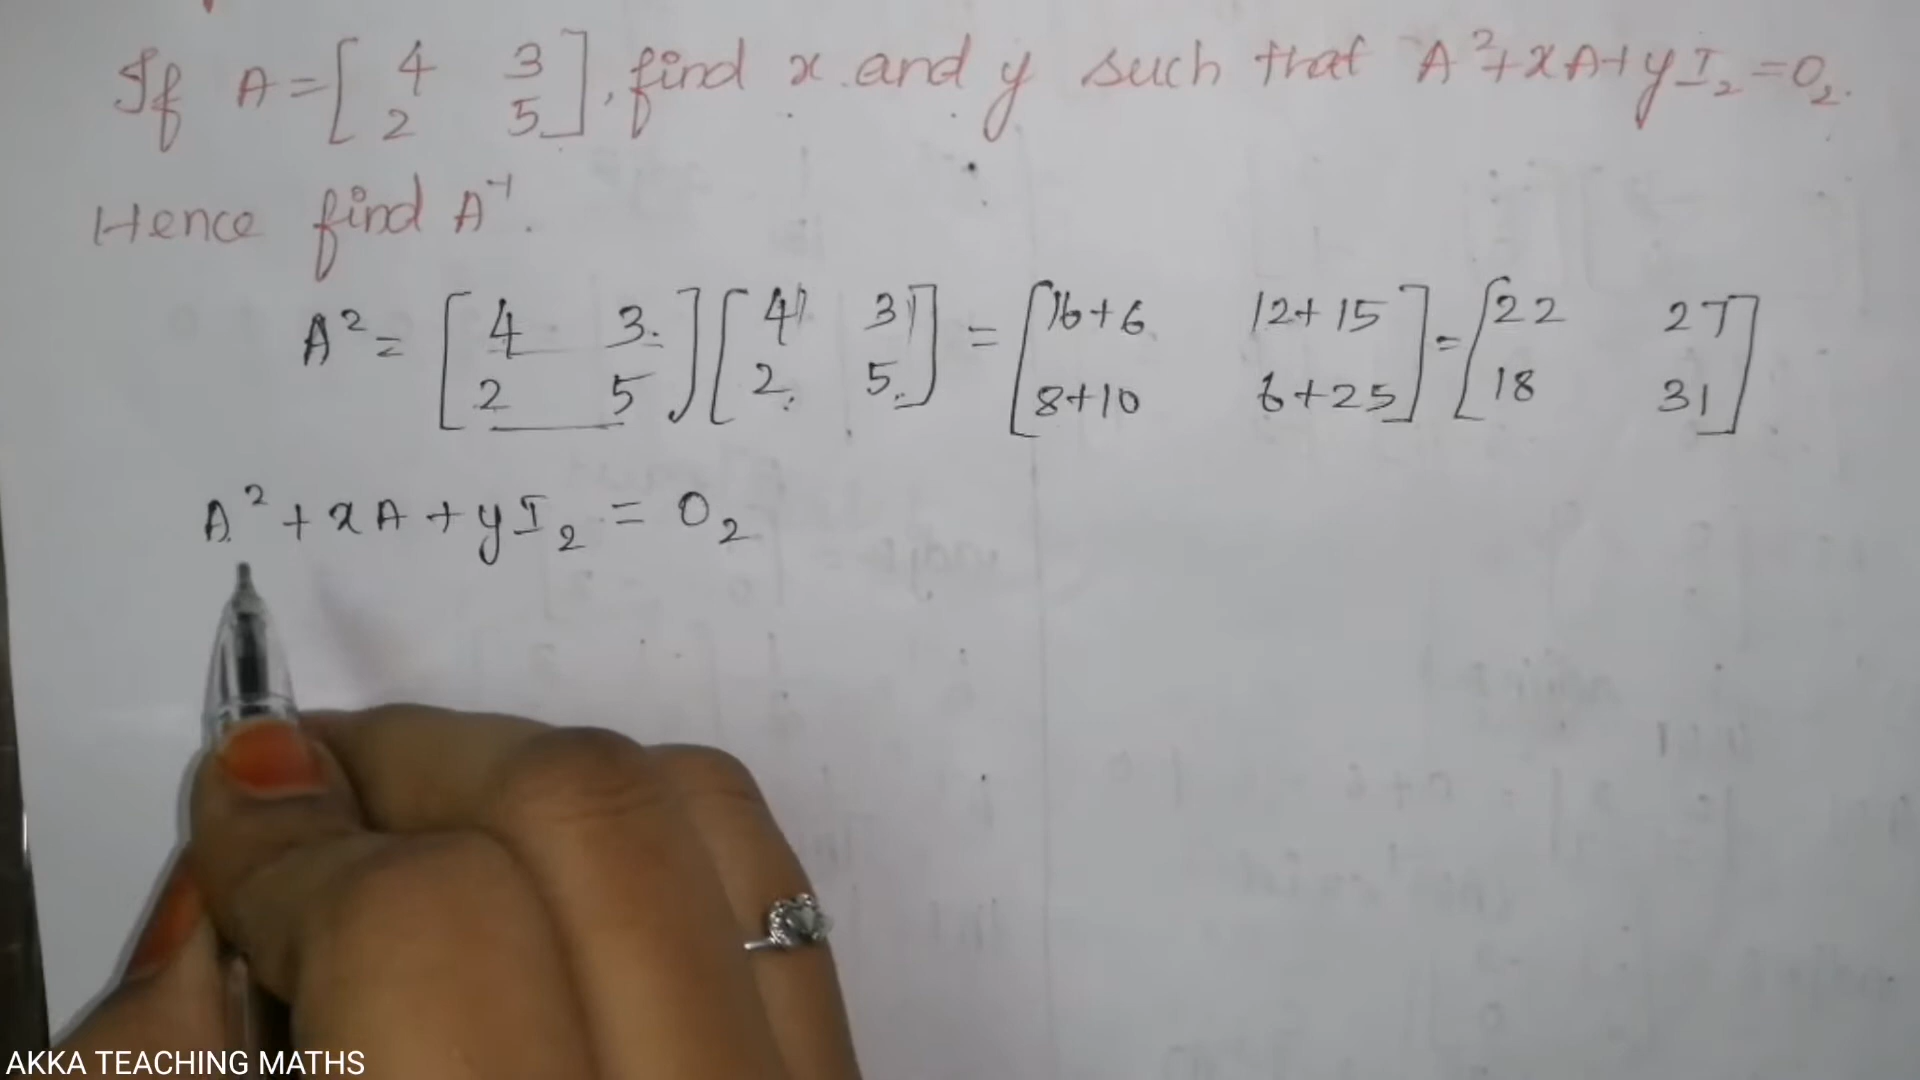 If A = [ 4 3 ], find x and y such that A²+xA+yI₂ = O₂.
2 5
Hence find A⁻¹.
A² = [ 4 3 ] [ 4 3 ] = [ 16+6 12+15 ] = [ 22 27 ]
2 5 2 5 8+10 6+25 18 31
A² + xA + yI₂ = O₂
AKKA TEACHING MATHS